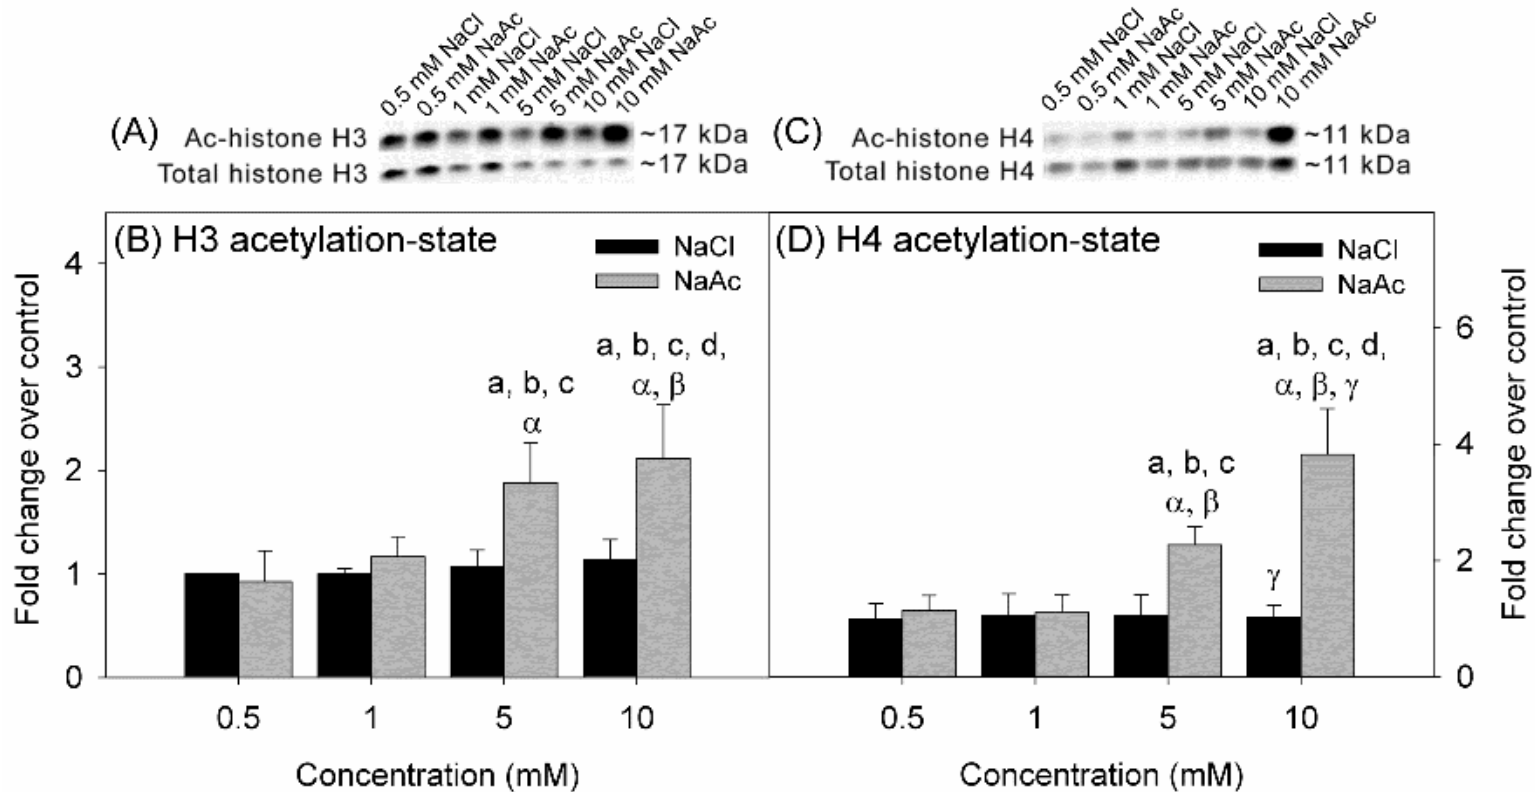 0.5 mM NaCl
0.5 mM NaAc
1 mM NaCl
1 mM NaAc
5 mM NaCl
5 mM NaAc
10 mM NaCl
10 mM NaAc
(A)
Ac-histone H3
~17 kDa
Total histone H3
~17 kDa
0.5 mM NaCl
0.5 mM NaAc
1 mM NaCl
1 mM NaAc
5 mM NaCl
5 mM NaAc
10 mM NaCl
10 mM NaAc
(C)
Ac-histone H4
~11 kDa
Total histone H4
~11 kDa
(B) H3 acetylation-state
NaCl
NaAc
Fold change over control
4
3
2
1
0
a, b, c
α
a, b, c, d,
α, β
0.5
1
5
10
Concentration (mM)
(D) H4 acetylation-state
NaCl
NaAc
a, b, c
α, β
γ
a, b, c, d,
α, β, γ
6
4
2
0
Fold change over control
0.5
1
5
10
Concentration (mM)